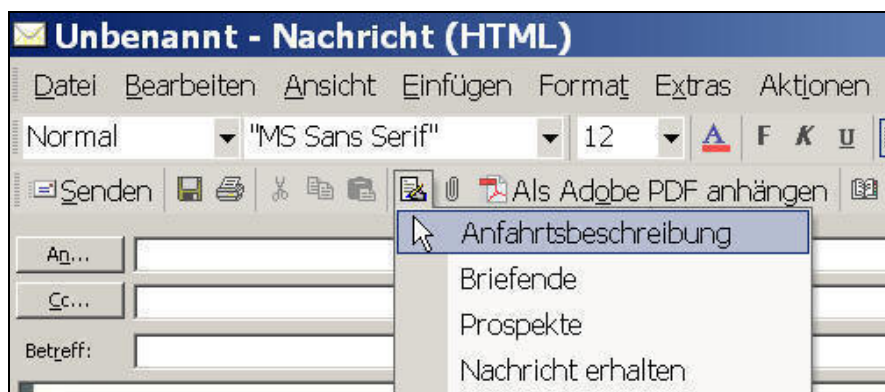 Unbenannt - Nachricht (HTML)
Datei Bearbeiten Ansicht Einfügen Format Extras Aktionen
Normal "MS Sans Serif" 12 A F K U
Senden Als Adobe PDF anhängen
Anfahrtsbeschreibung
An...
Briefende
Cc...
Prospekte
Betreff:
Nachricht erhalten